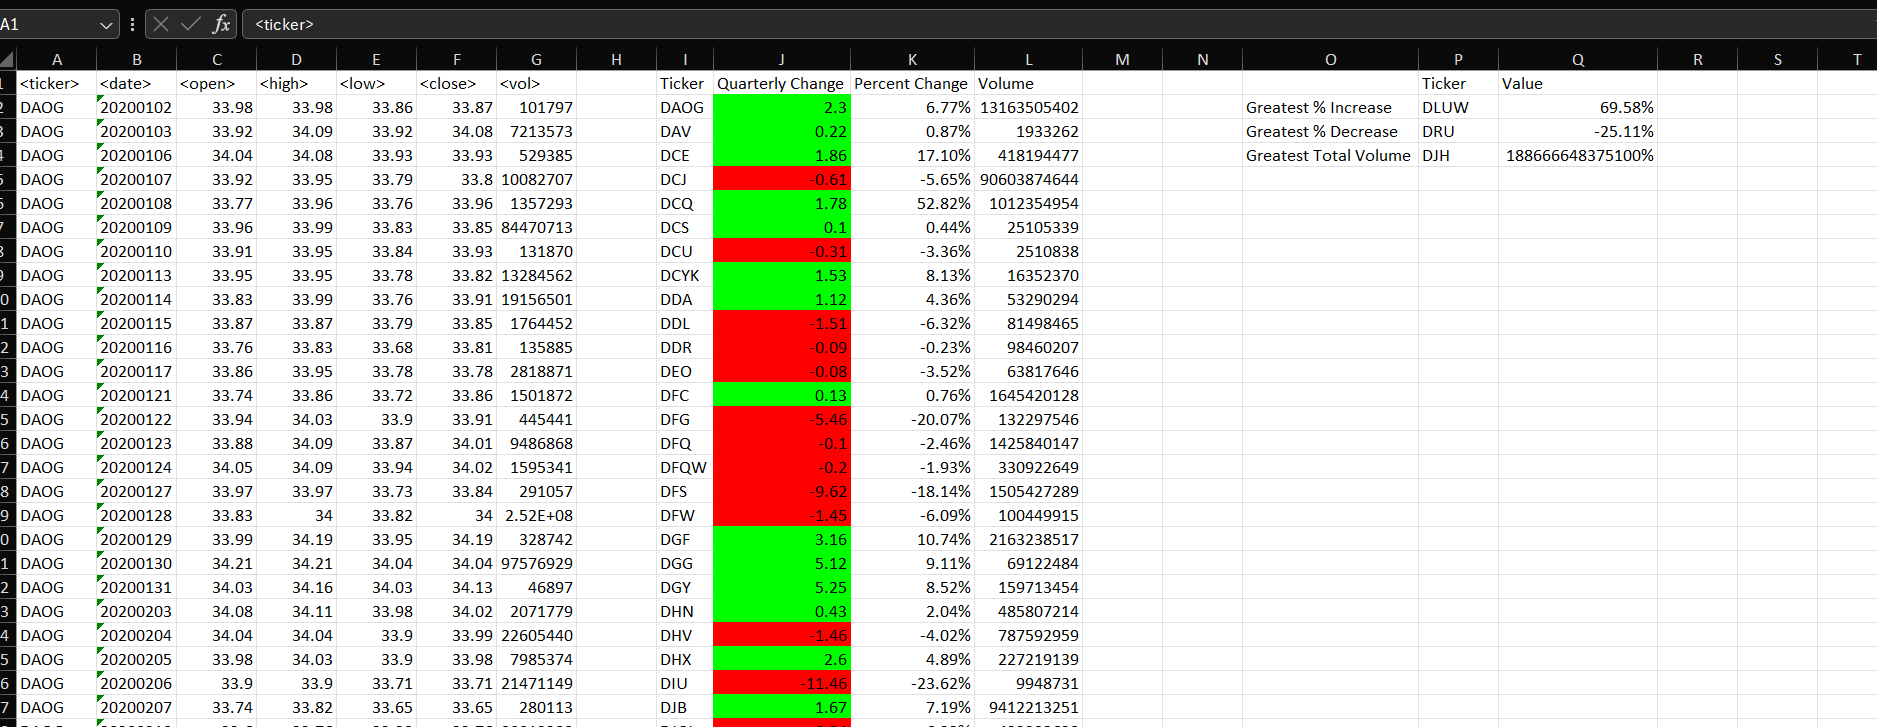 A1 fx <ticker>
A B C D E F G H I J K L M N O P Q R S T
1 <ticker> <date> <open> <high> <low> <close> <vol> Ticker Quarterly Change Percent Change Volume Ticker Value
2 DAOG 20200102 33.98 33.98 33.86 33.87 101797 DAOG 2.3 6.77% 13163505402 Greatest % Increase DLUW 69.58%
3 DAOG 20200103 33.92 34.09 33.92 34.08 7213573 DAV 0.22 0.87% 1933262 Greatest % Decrease DRU -25.11%
4 DAOG 20200106 34.04 34.08 33.93 33.93 529385 DCE 1.86 17.10% 418194477 Greatest Total Volume DJH 188666648375100%
5 DAOG 20200107 33.92 33.95 33.79 33.8 10082707 DCJ -0.61 -5.65% 90603874644
6 DAOG 20200108 33.77 33.96 33.76 33.96 1357293 DCQ 1.78 52.82% 1012354954
7 DAOG 20200109 33.96 33.99 33.83 33.85 84470713 DCS 0.1 0.44% 25105339
8 DAOG 20200110 33.91 33.95 33.84 33.93 131870 DCU -0.31 -3.36% 2510838
9 DAOG 20200113 33.95 33.95 33.78 33.82 13284562 DCYK 1.53 8.13% 16352370
0 DAOG 20200114 33.83 33.99 33.76 33.91 19156501 DDA 1.12 4.36% 53290294
1 DAOG 20200115 33.87 33.87 33.79 33.85 1764452 DDL -1.51 -6.32% 81498465
2 DAOG 20200116 33.76 33.83 33.68 33.81 135885 DDR -0.09 -0.23% 98460207
3 DAOG 20200117 33.86 33.95 33.78 33.78 2818871 DEO -0.08 -3.52% 63817646
4 DAOG 20200121 33.74 33.86 33.72 33.86 1501872 DFC 0.13 0.76% 1645420128
5 DAOG 20200122 33.94 34.03 33.9 33.91 445441 DFG -5.46 -20.07% 132297546
6 DAOG 20200123 33.88 34.09 33.87 34.01 9486868 DFQ -0.1 -2.46% 1425840147
7 DAOG 20200124 34.05 34.09 33.94 34.02 1595341 DFQW -0.2 -1.93% 330922649
8 DAOG 20200127 33.97 33.97 33.73 33.84 291057 DFS -9.62 -18.14% 1505427289
9 DAOG 20200128 33.83 34 33.82 34 2.52E+08 DFW -1.45 -6.09% 100449915
0 DAOG 20200129 33.99 34.19 33.95 34.19 328742 DGF 3.16 10.74% 2163238517
1 DAOG 20200130 34.21 34.21 34.04 34.04 97576929 DGG 5.12 9.11% 69122484
2 DAOG 20200131 34.03 34.16 34.03 34.13 46897 DGY 5.25 8.52% 159713454
3 DAOG 20200203 34.08 34.11 33.98 34.02 2071779 DHN 0.43 2.04% 485807214
4 DAOG 20200204 34.04 34.04 33.9 33.99 22605440 DHV -1.46 -4.02% 787592959
5 DAOG 20200205 33.98 34.03 33.9 33.98 7985374 DHX 2.6 4.89% 227219139
6 DAOG 20200206 33.9 33.9 33.71 33.71 21471149 DIU -11.46 -23.62% 9948731
7 DAOG 20200207 33.74 33.82 33.65 33.65 280113 DJB 1.67 7.19% 9412213251